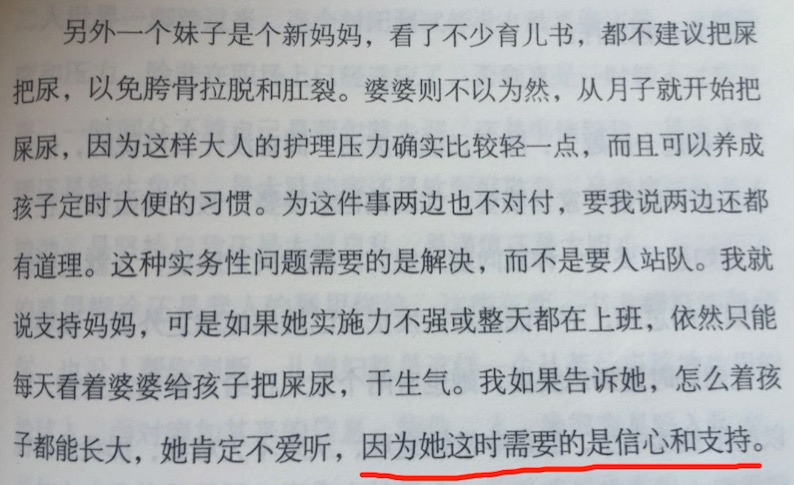 另外一个妹子是个新妈妈，看了不少育儿书，都不建议把屎
把尿，以免胯骨拉脱和肛裂。婆婆则不以为然，从月子就开始把
屎尿，因为这样大人的护理压力确实比较轻一点，而且可以养成
孩子定时大便的习惯。为这件事两边也不对付，要我说两边还都
有道理。这种实务性问题需要的是解决，而不是要人站队。我就
说支持妈妈，可是如果她实施力不强或整天都在上班，依然只能
每天看着婆婆给孩子把屎尿，干生气。我如果告诉她，怎么着孩
子都能长大，她肯定不爱听，因为她这时需要的是信心和支持。